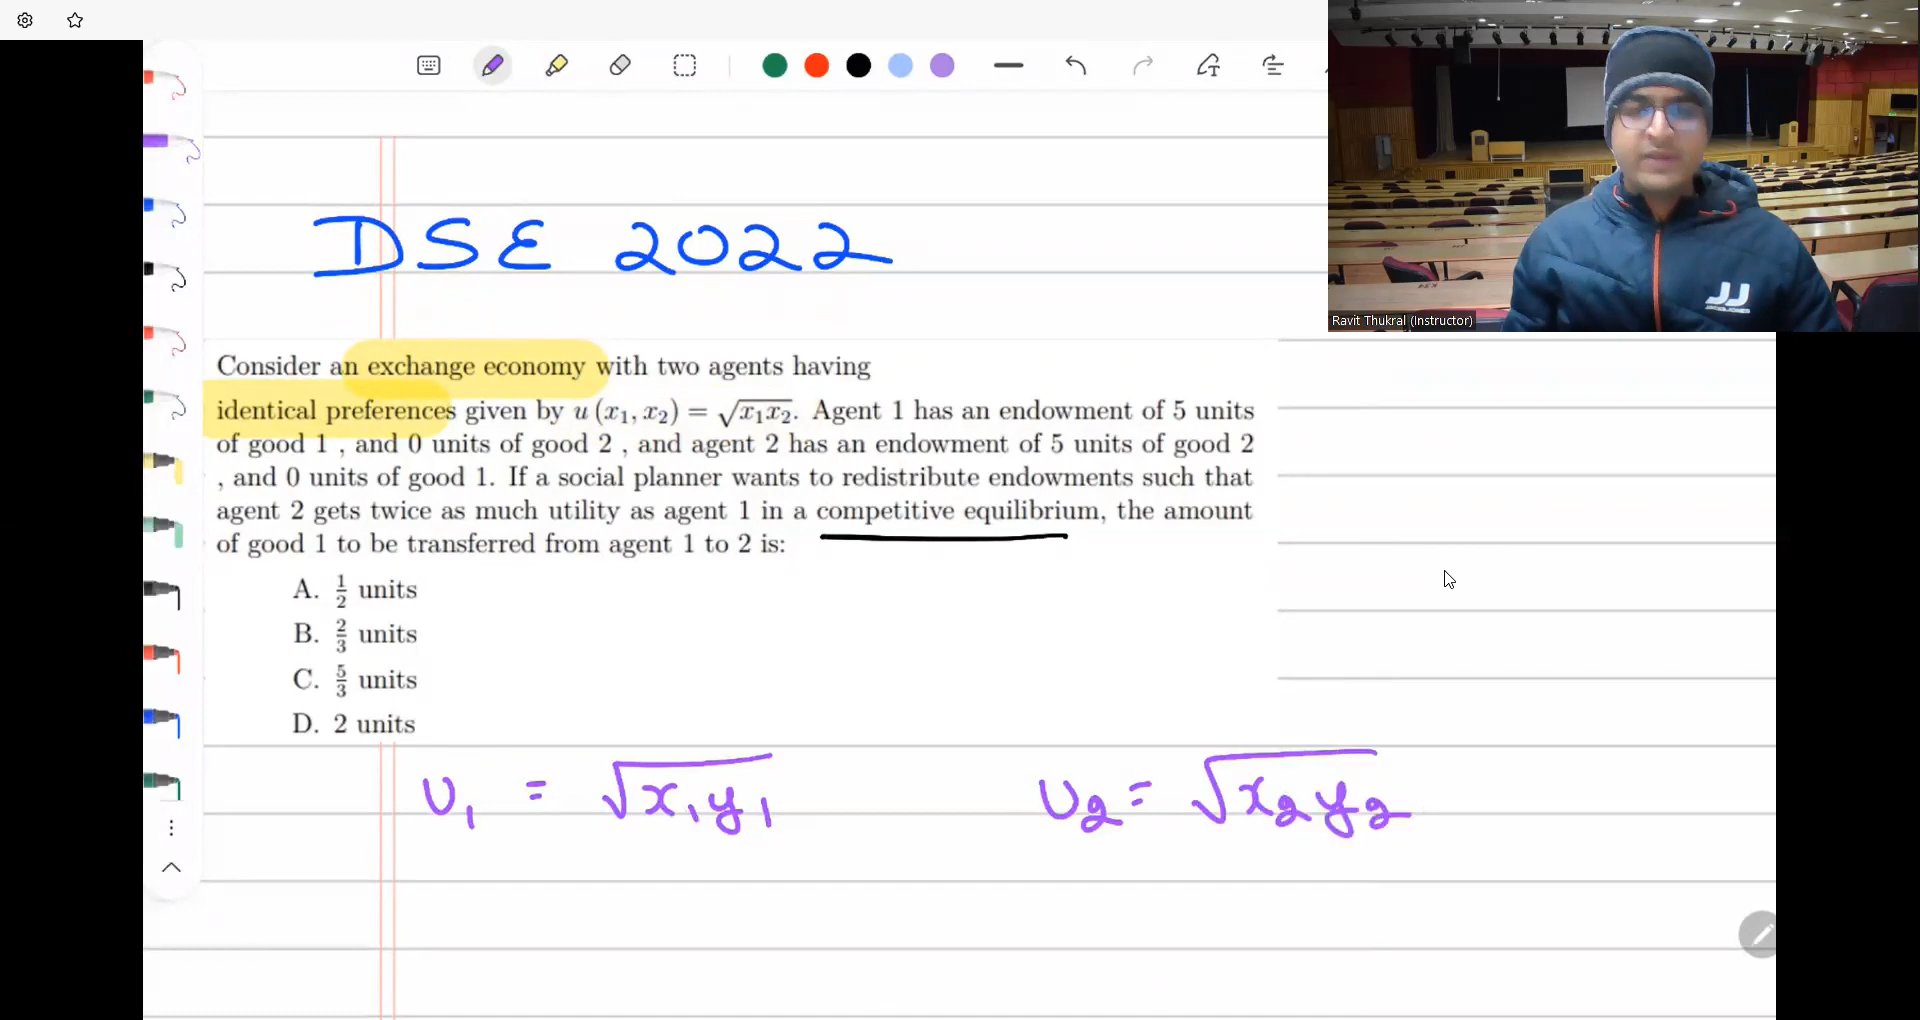 DSE 2022
JJ
JACK&JONES
Ravit Thukral (Instructor)
Consider an exchange economy with two agents having
identical preferences given by u (x₁, x₂) = √x₁x₂. Agent 1 has an endowment of 5 units
of good 1 , and 0 units of good 2 , and agent 2 has an endowment of 5 units of good 2
, and 0 units of good 1. If a social planner wants to redistribute endowments such that
agent 2 gets twice as much utility as agent 1 in a competitive equilibrium, the amount
of good 1 to be transferred from agent 1 to 2 is:
A. 1/2 units
B. 2/3 units
C. 5/3 units
D. 2 units
U₁ = √x₁y₁
U₂ = √x₂y₂